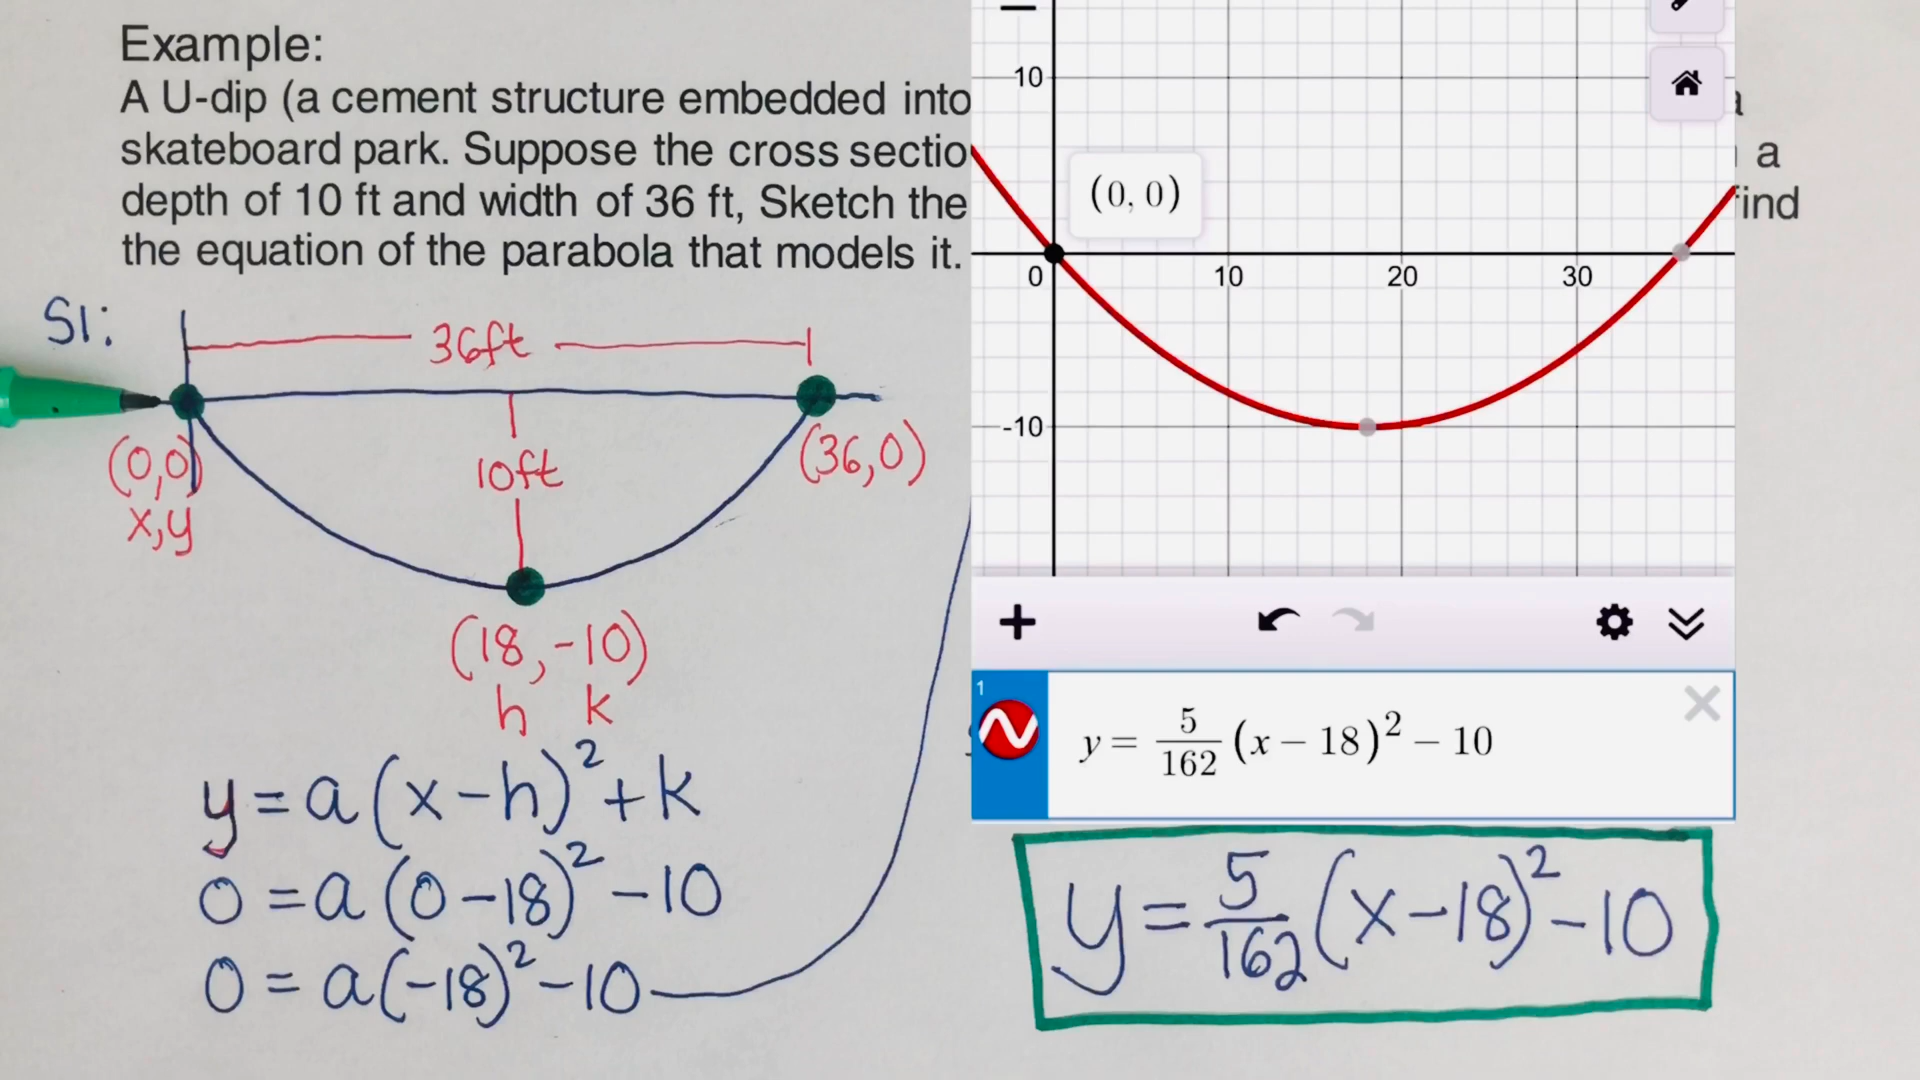 Example:
A U-dip (a cement structure embedded into
skateboard park. Suppose the cross sectio
a
depth of 10 ft and width of 36 ft, Sketch the
find
the equation of the parabola that models it.
S1:
36ft
10ft
(0,0)
x,y
(36,0)
(18,-10)
h k
y=a(x-h)²+k
0=a(0-18)²-10
0=a(-18)²-10
10
(0, 0)
0 10 20 30
-10
1
y = 5/162 (x − 18)² − 10
y=5/162(x-18)²-10